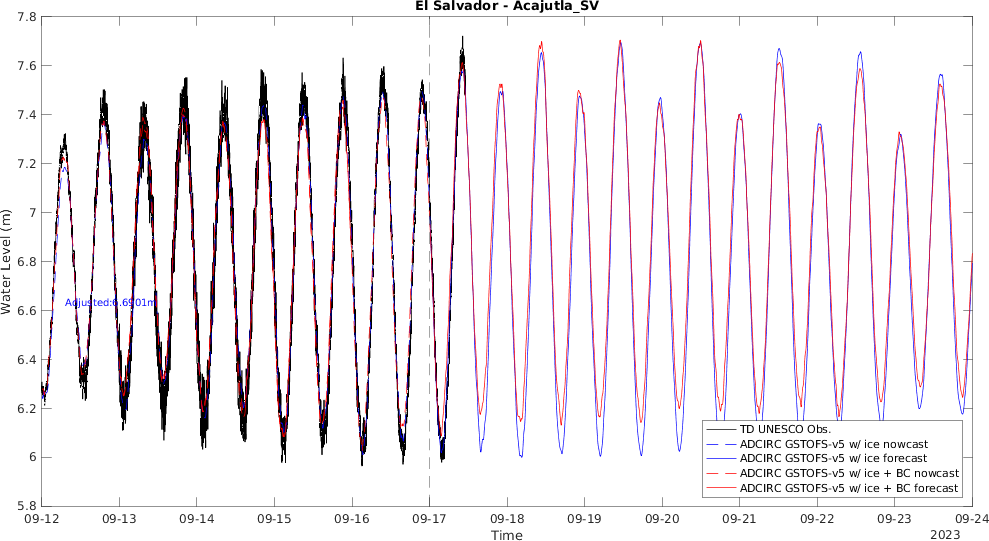 El Salvador - Acajutla_SV
7.8
7.6
7.4
7.2
7
6.8
6.6
6.4
6.2
6
5.8
Water Level (m)
Adjusted:6.6901m
TD UNESCO Obs.
ADCIRC GSTOFS-v5 w/ ice nowcast
ADCIRC GSTOFS-v5 w/ ice forecast
ADCIRC GSTOFS-v5 w/ ice + BC nowcast
ADCIRC GSTOFS-v5 w/ ice + BC forecast
09-12 09-13 09-14 09-15 09-16 09-17 09-18 09-19 09-20 09-21 09-22 09-23 09-24
Time
2023